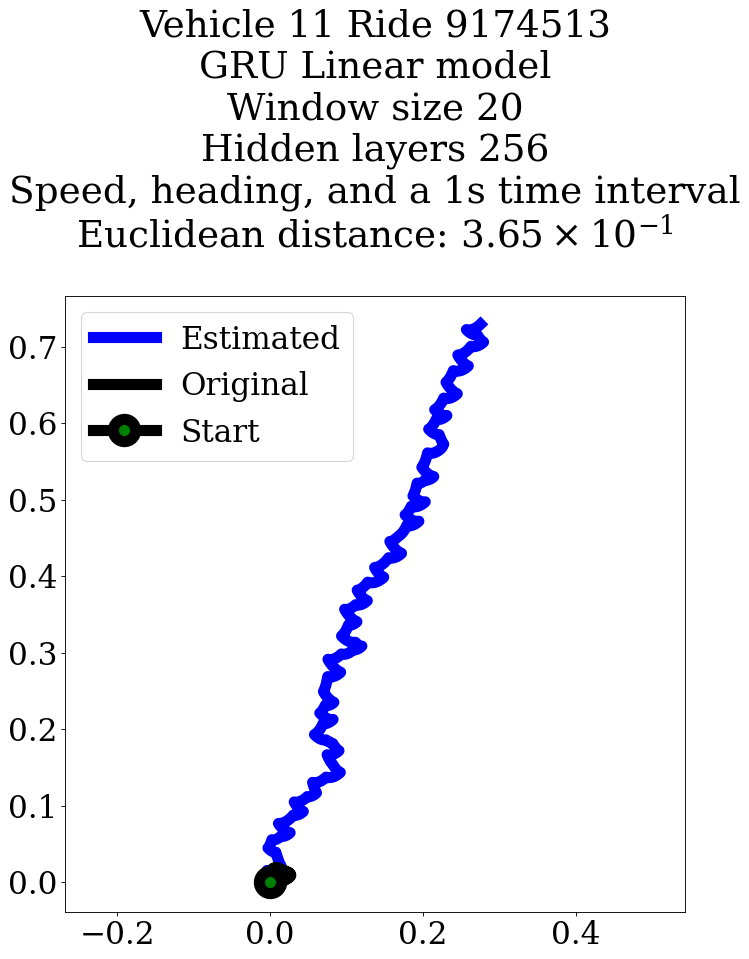 Vehicle 11 Ride 9174513
GRU Linear model
Window size 20
Hidden layers 256
Speed, heading, and a 1s time interval
Euclidean distance: 3.65 × 10⁻¹
Estimated
Original
Start
0.7
0.6
0.5
0.4
0.3
0.2
0.1
0.0
−0.2 0.0 0.2 0.4